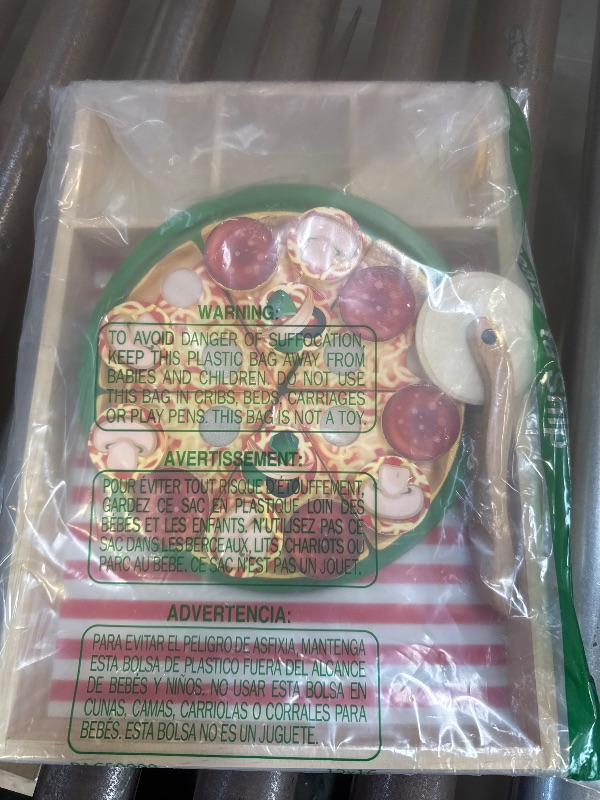 WARNING:
TO AVOID DANGER OF SUFFOCATION,
KEEP THIS PLASTIC BAG AWAY FROM
BABIES AND CHILDREN. DO NOT USE
THIS BAG IN CRIBS, BEDS, CARRIAGES
OR PLAY PENS. THIS BAG IS NOT A TOY.
AVERTISSEMENT:
POUR ÉVITER TOUT RISQUE D'ÉTOUFFEMENT,
GARDEZ CE SAC EN PLASTIQUE LOIN DES
BÉBÉS ET LES ENFANTS. N'UTILISEZ PAS CE
SAC DANS LES BERCEAUX, LITS, CHARIOTS OU
PARC AU BÉBÉ. CE SAC N'EST PAS UN JOUET.
ADVERTENCIA:
PARA EVITAR EL PELIGRO DE ASFIXIA, MANTENGA
ESTA BOLSA DE PLASTICO FUERA DEL ALCANCE
DE BEBÉS Y NIÑOS. NO USAR ESTA BOLSA EN
CUNAS, CAMAS, CARRIOLAS O CORRALES PARA
BEBÉS. ESTA BOLSA NO ES UN JUGUETE.